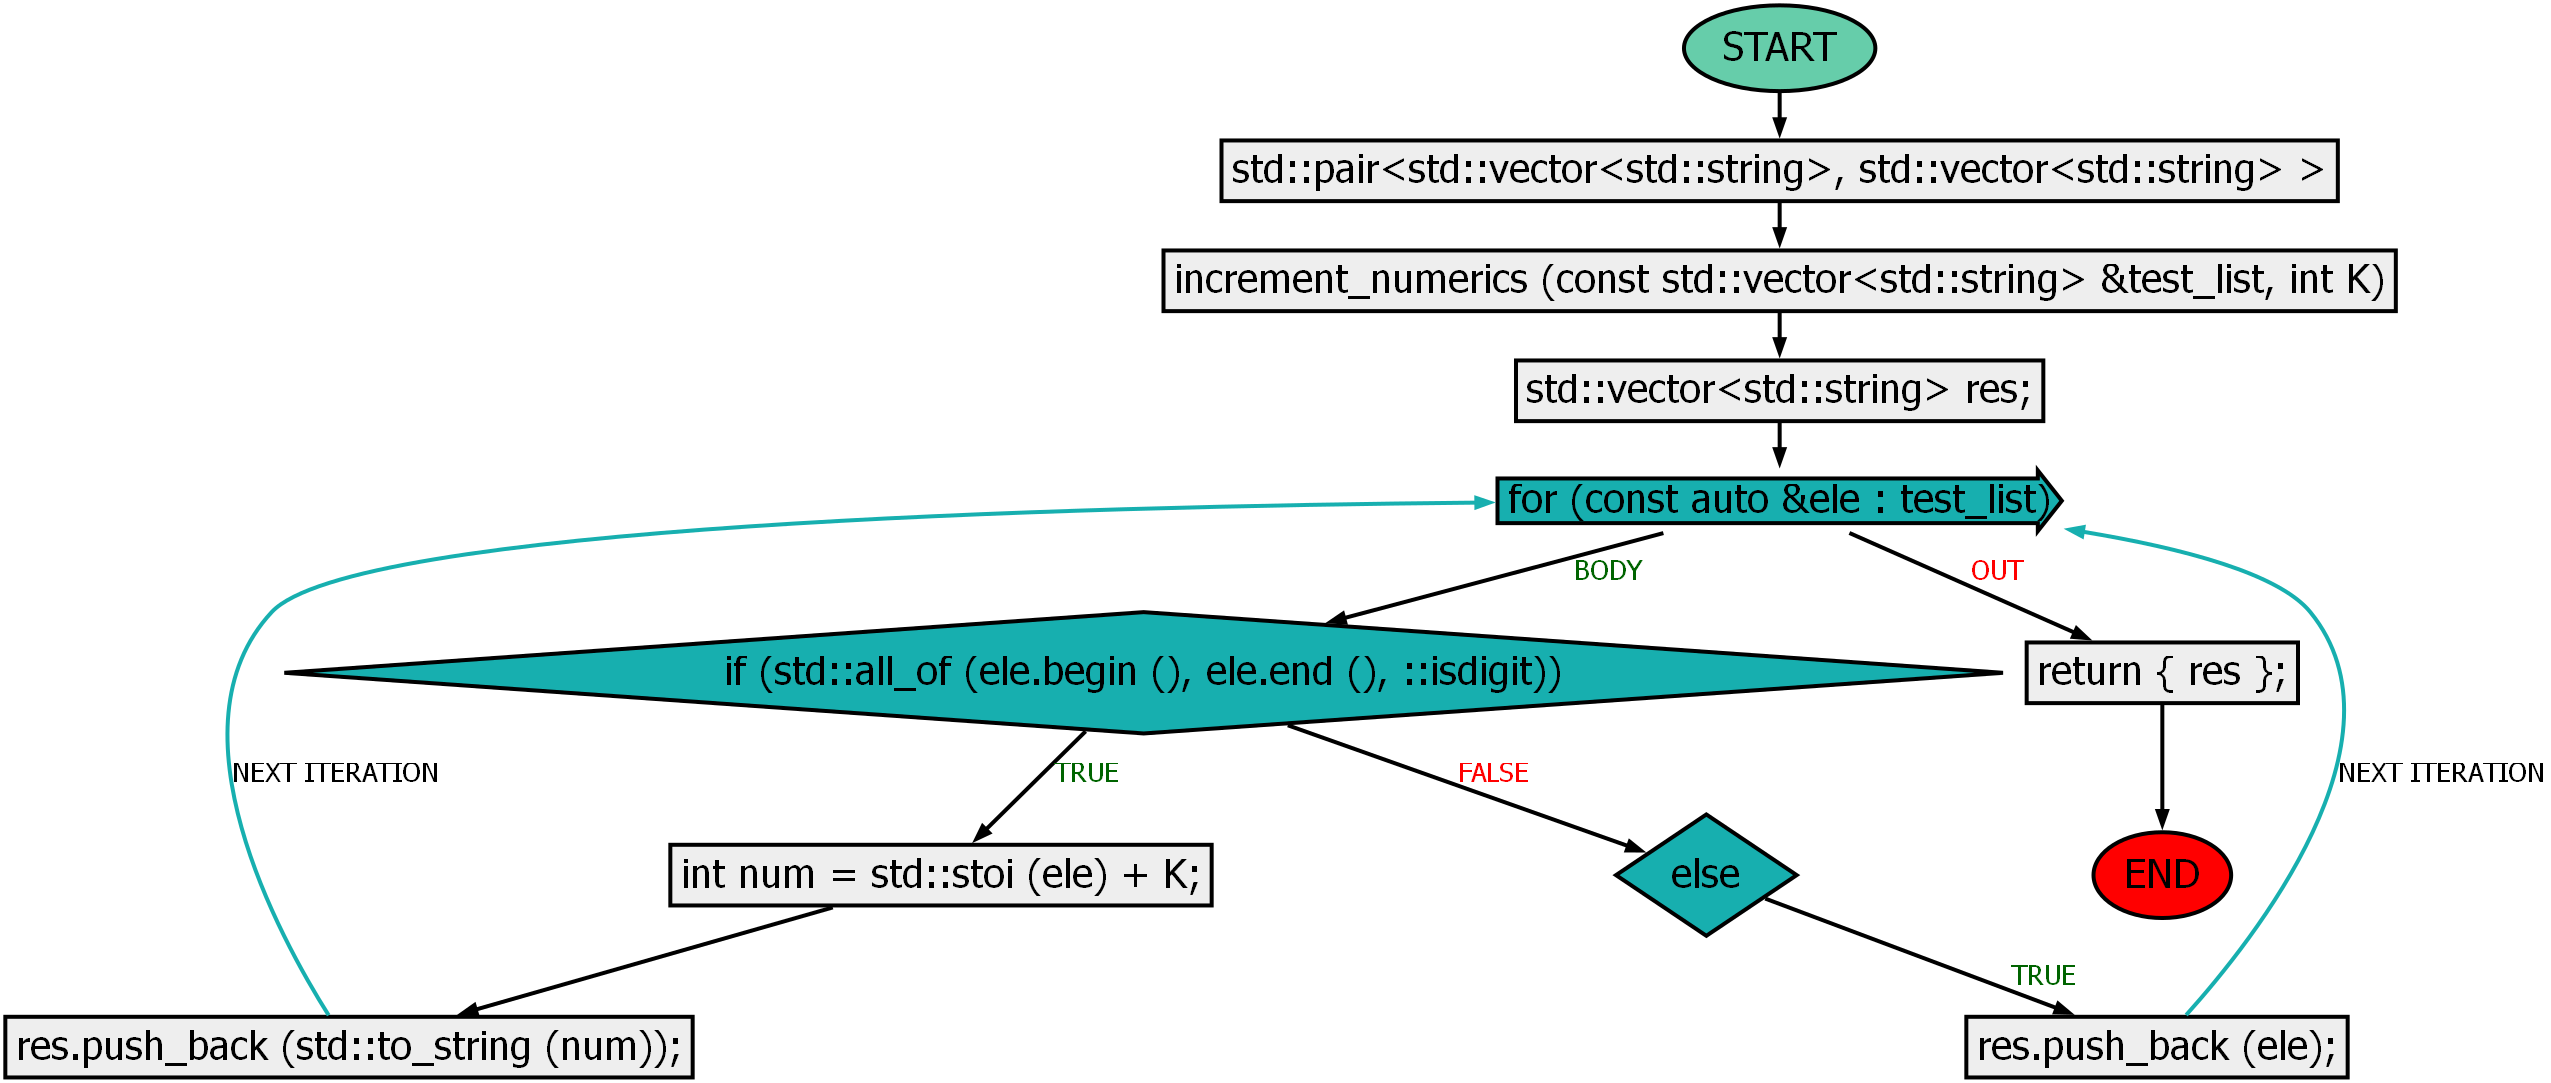 START
std::pair<std::vector<std::string>, std::vector<std::string> >
increment_numerics (const std::vector<std::string> &test_list, int K)
std::vector<std::string> res;
for (const auto &ele : test_list)
BODY
OUT
if (std::all_of (ele.begin (), ele.end (), ::isdigit))
return { res };
NEXT ITERATION
TRUE
FALSE
NEXT ITERATION
int num = std::stoi (ele) + K;
else
END
TRUE
res.push_back (std::to_string (num));
res.push_back (ele);